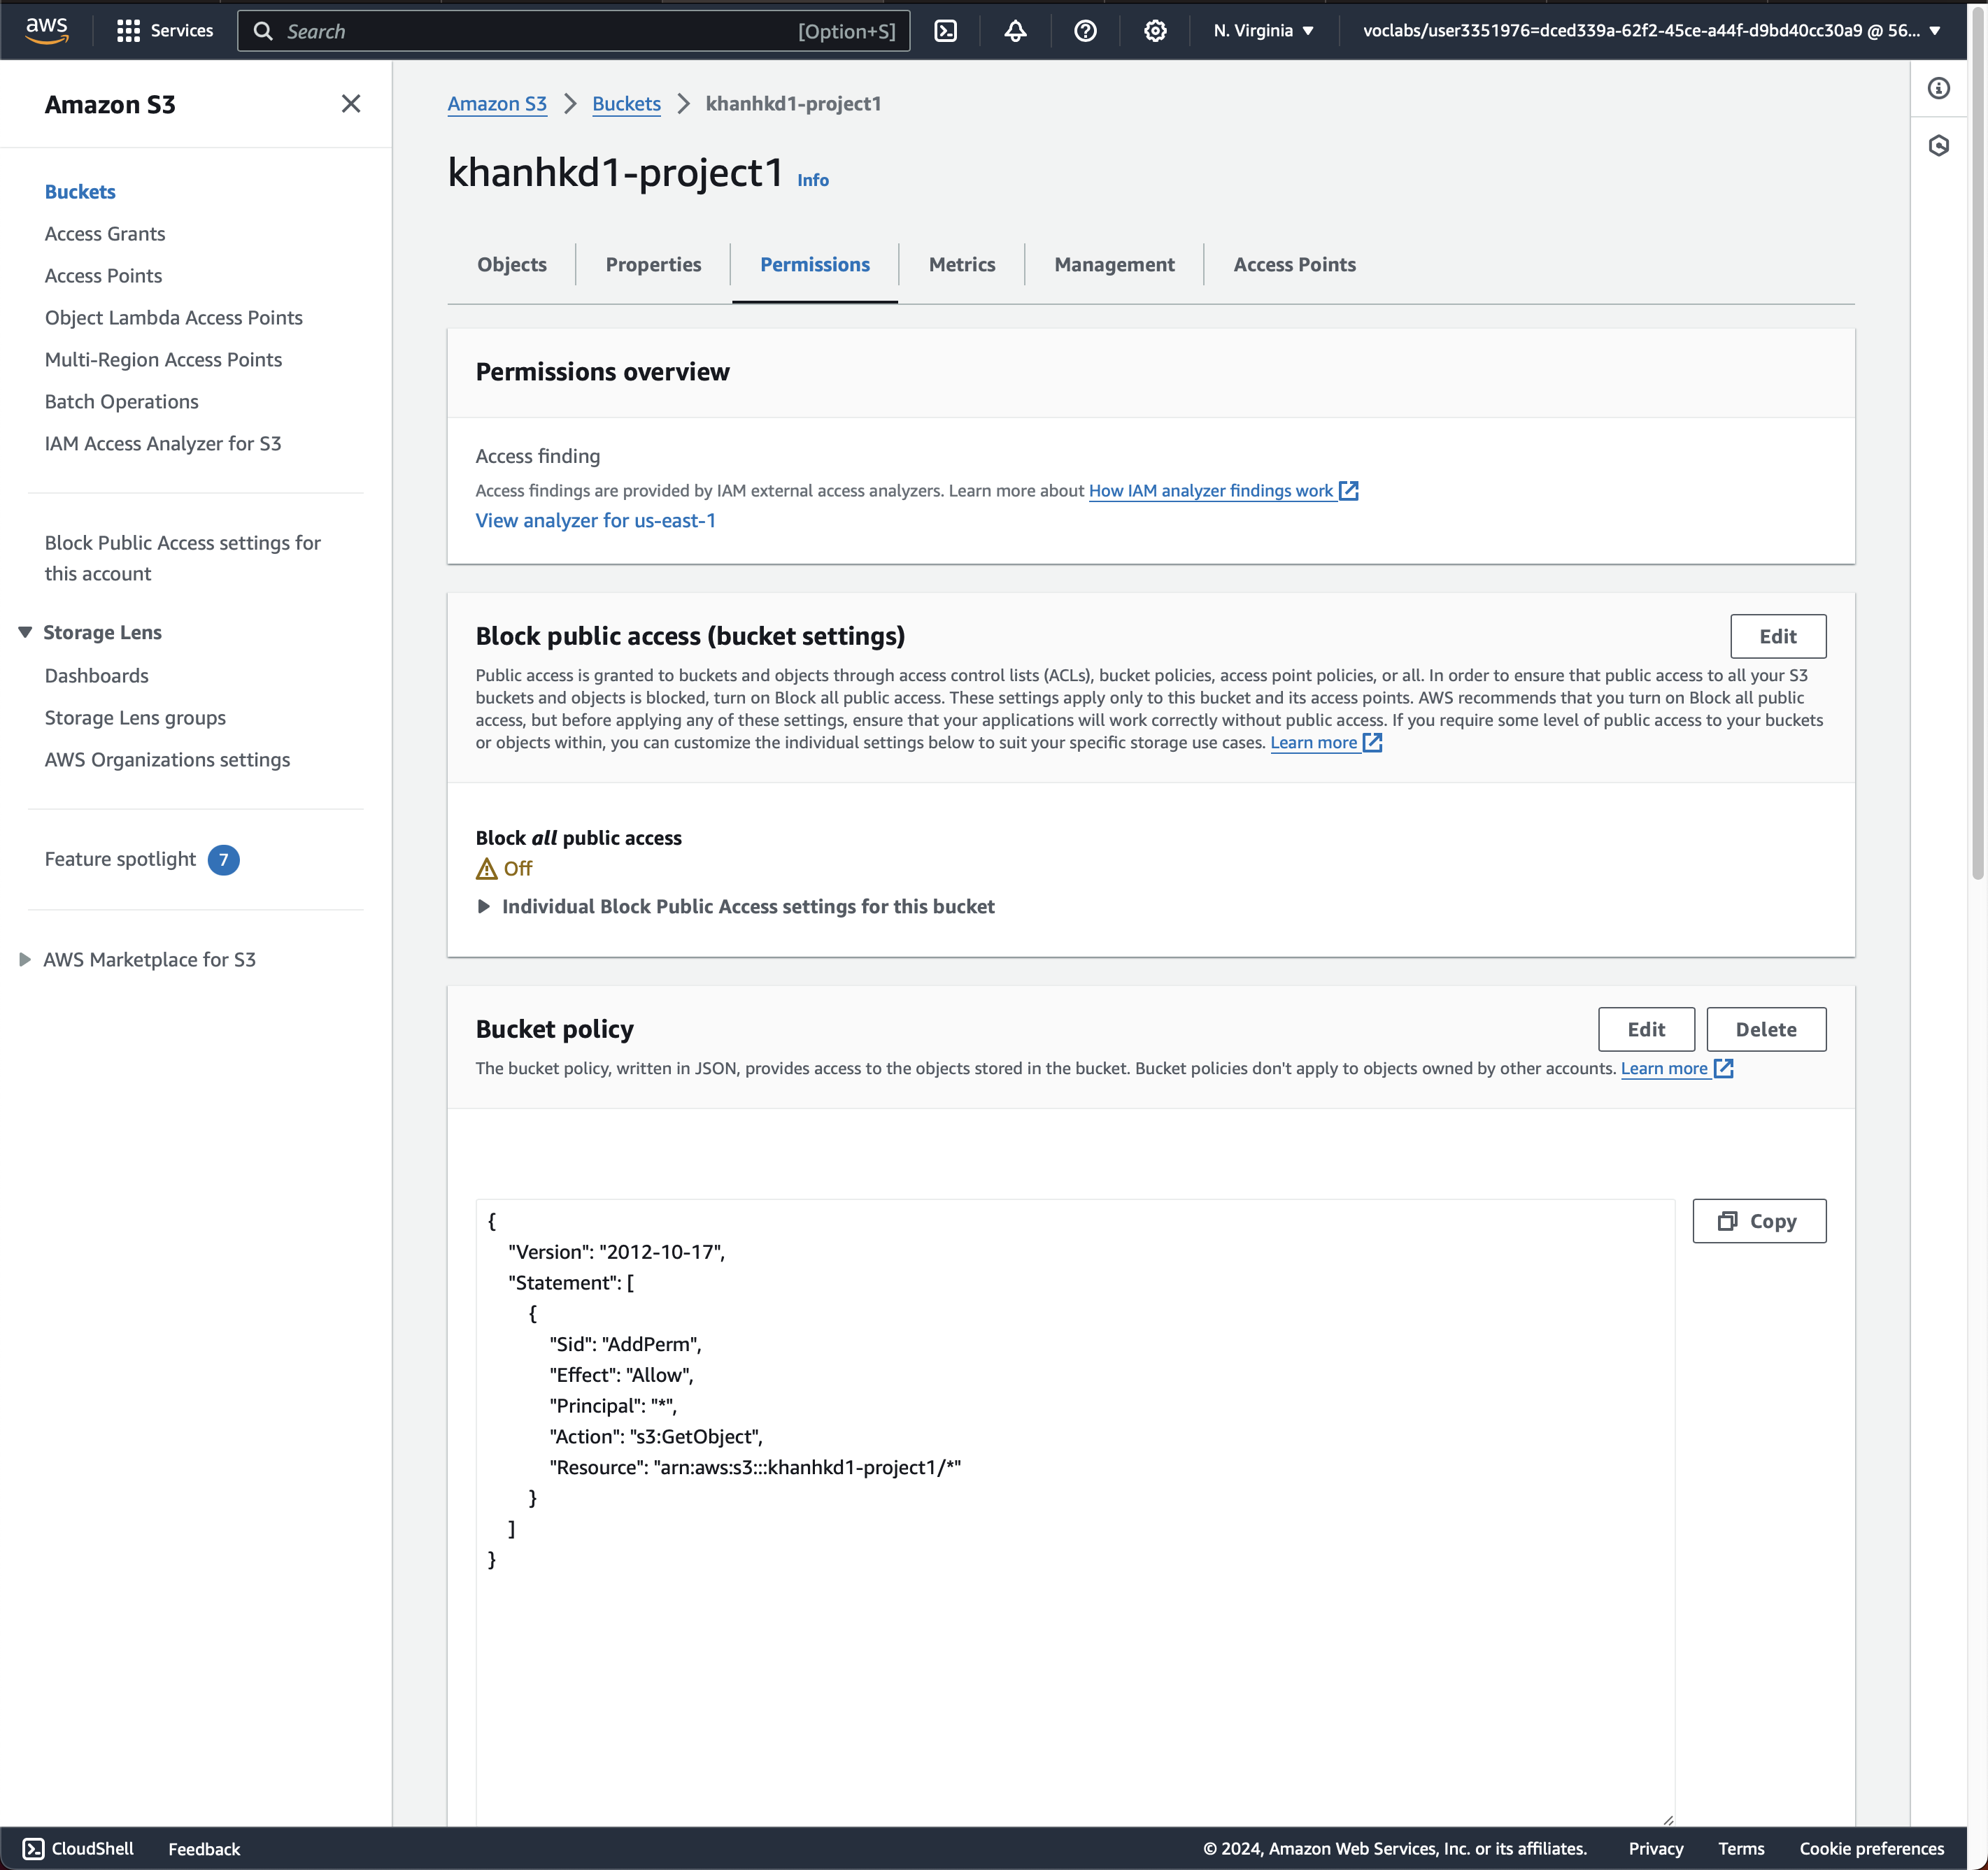 aws
Services
Search
[Option+S]
N. Virginia
voclabs/user3351976=dced339a-62f2-45ce-a44f-d9bd40cc30a9 @ 56...
Amazon S3
Buckets
Access Grants
Access Points
Object Lambda Access Points
Multi-Region Access Points
Batch Operations
IAM Access Analyzer for S3
Block Public Access settings for
this account
Storage Lens
Dashboards
Storage Lens groups
AWS Organizations settings
Feature spotlight 7
AWS Marketplace for S3
Amazon S3 > Buckets > khanhkd1-project1
khanhkd1-project1 Info
Objects
Properties
Permissions
Metrics
Management
Access Points
Permissions overview
Access finding
Access findings are provided by IAM external access analyzers. Learn more about How IAM analyzer findings work
View analyzer for us-east-1
Block public access (bucket settings)
Edit
Public access is granted to buckets and objects through access control lists (ACLs), bucket policies, access point policies, or all. In order to ensure that public access to all your S3
buckets and objects is blocked, turn on Block all public access. These settings apply only to this bucket and its access points. AWS recommends that you turn on Block all public
access, but before applying any of these settings, ensure that your applications will work correctly without public access. If you require some level of public access to your buckets
or objects within, you can customize the individual settings below to suit your specific storage use cases. Learn more
Block all public access
Off
Individual Block Public Access settings for this bucket
Bucket policy
Edit
Delete
The bucket policy, written in JSON, provides access to the objects stored in the bucket. Bucket policies don't apply to objects owned by other accounts. Learn more
Copy
{
"Version": "2012-10-17",
"Statement": [
{
"Sid": "AddPerm",
"Effect": "Allow",
"Principal": "*",
"Action": "s3:GetObject",
"Resource": "arn:aws:s3:::khanhkd1-project1/*"
}
]
}
CloudShell
Feedback
© 2024, Amazon Web Services, Inc. or its affiliates.
Privacy
Terms
Cookie preferences